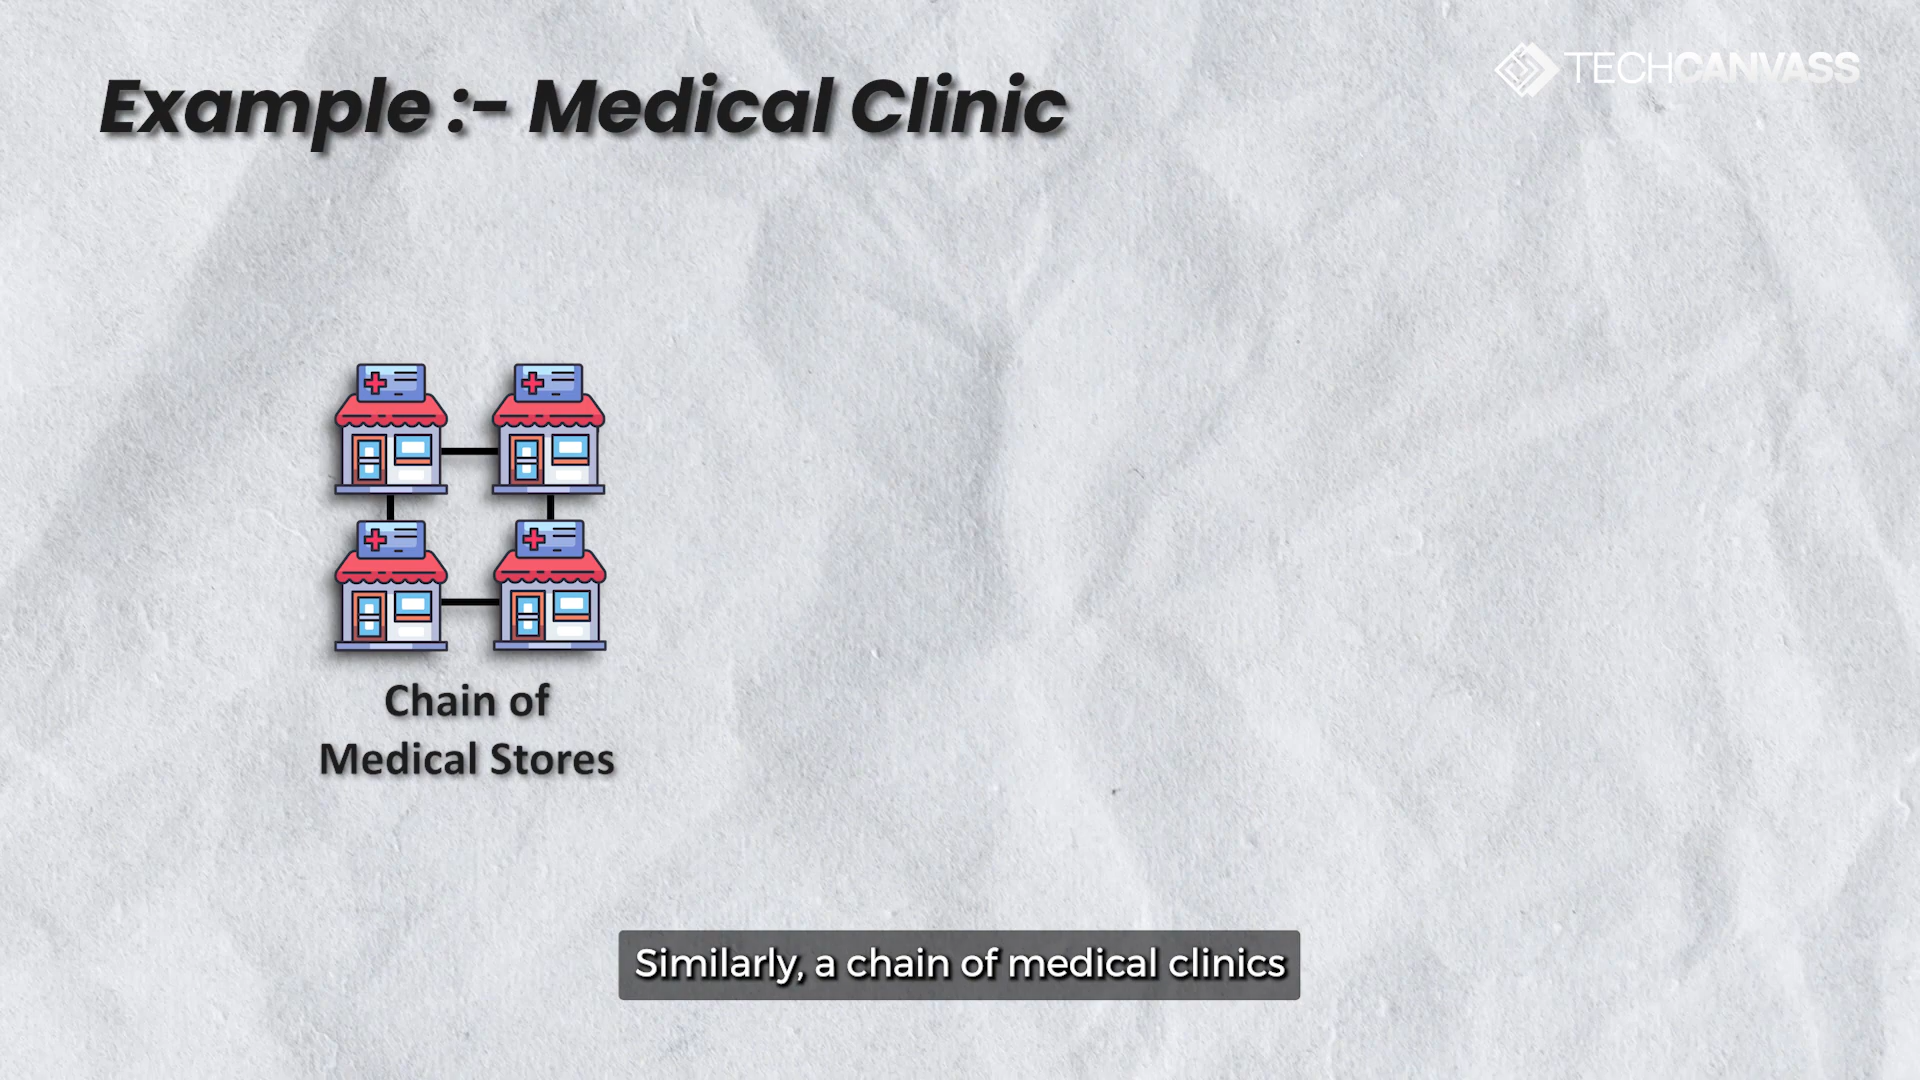 Example :- Medical Clinic
TECHCANVASS
Chain of
Medical Stores
Similarly, a chain of medical clinics